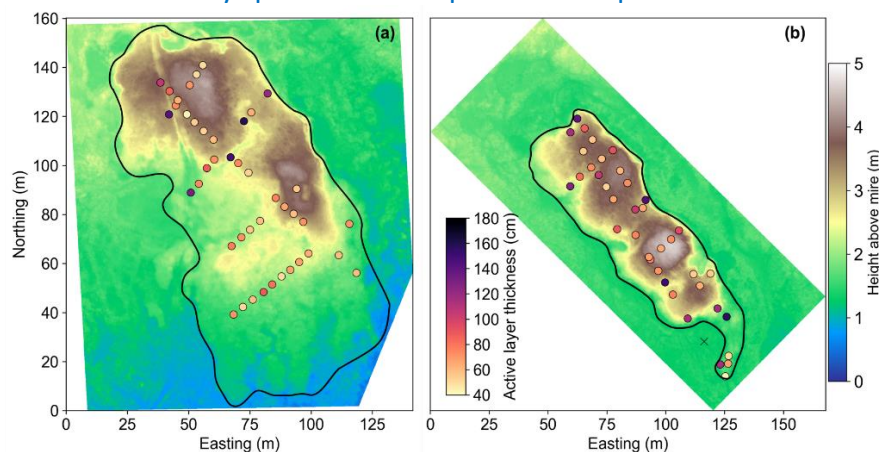 (a)
160
140
120
100
80
60
40
20
0
Northing (m)
0 25 50 75 100 125
Easting (m)
180
160
140
120
100
80
60
40
Active layer thickness (cm)
(b)
0 25 50 75 100 125 150
Easting (m)
5
4
3
2
1
0
Height above mire (m)